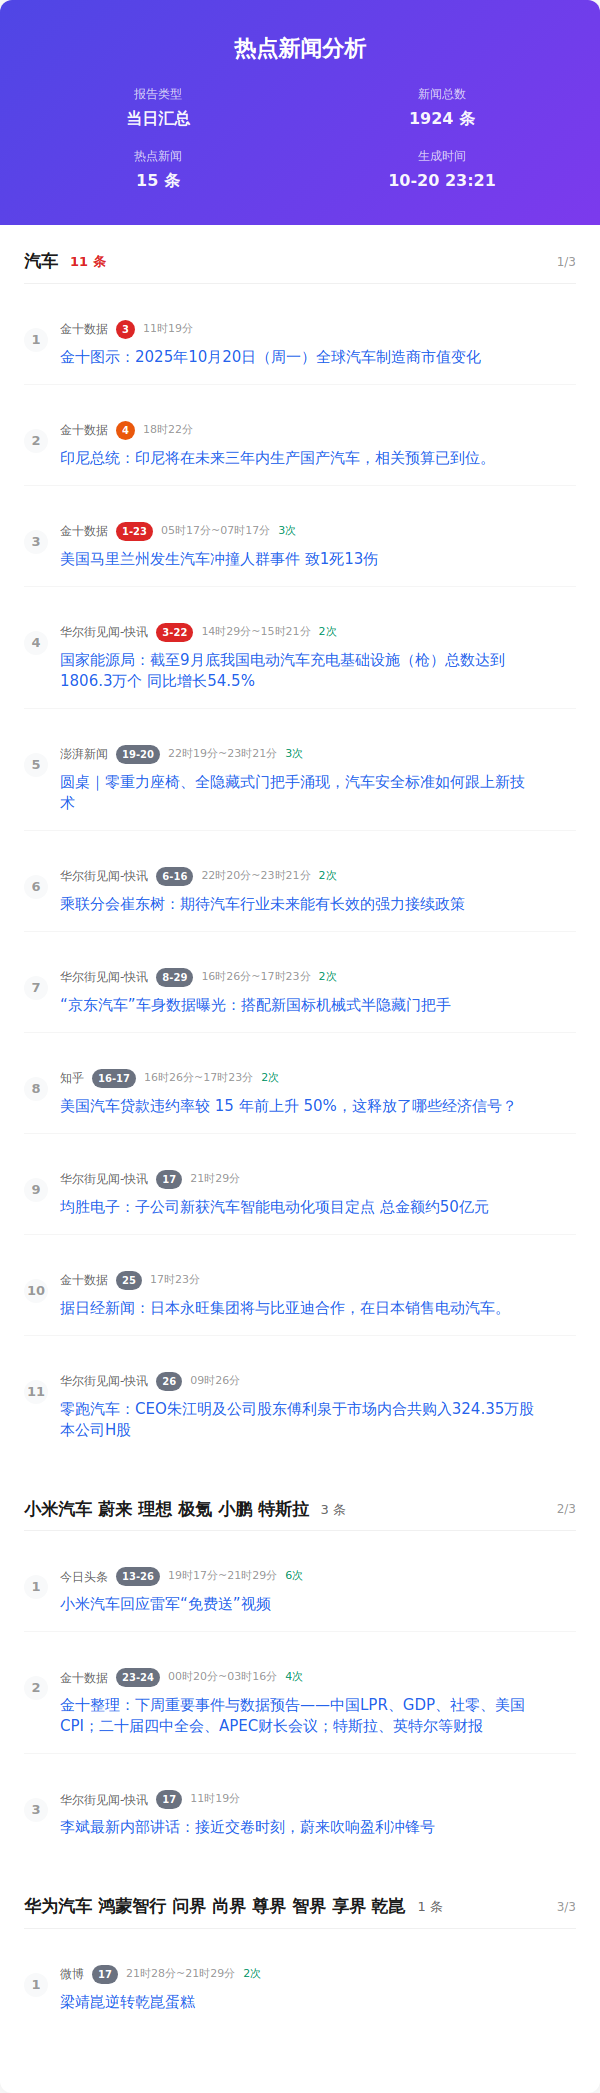 热点新闻分析
报告类型
新闻总数
当日汇总
1924 条
热点新闻
生成时间
15 条
10-20 23:21
汽车 11 条 1/3
1
金十数据 3 11时19分
金十图示：2025年10月20日（周一）全球汽车制造商市值变化
2
金十数据 4 18时22分
印尼总统：印尼将在未来三年内生产国产汽车，相关预算已到位。
3
金十数据 1-23 05时17分~07时17分 3次
美国马里兰州发生汽车冲撞人群事件 致1死13伤
4
华尔街见闻-快讯 3-22 14时29分~15时21分 2次
国家能源局：截至9月底我国电动汽车充电基础设施（枪）总数达到
1806.3万个 同比增长54.5%
5
澎湃新闻 19-20 22时19分~23时21分 3次
圆桌｜零重力座椅、全隐藏式门把手涌现，汽车安全标准如何跟上新技
术
6
华尔街见闻-快讯 6-16 22时20分~23时21分 2次
乘联分会崔东树：期待汽车行业未来能有长效的强力接续政策
7
华尔街见闻-快讯 8-29 16时26分~17时23分 2次
“京东汽车”车身数据曝光：搭配新国标机械式半隐藏门把手
8
知乎 16-17 16时26分~17时23分 2次
美国汽车贷款违约率较 15 年前上升 50%，这释放了哪些经济信号？
9
华尔街见闻-快讯 17 21时29分
均胜电子：子公司新获汽车智能电动化项目定点 总金额约50亿元
10
金十数据 25 17时23分
据日经新闻：日本永旺集团将与比亚迪合作，在日本销售电动汽车。
11
华尔街见闻-快讯 26 09时26分
零跑汽车：CEO朱江明及公司股东傅利泉于市场内合共购入324.35万股
本公司H股
小米汽车 蔚来 理想 极氪 小鹏 特斯拉 3 条 2/3
1
今日头条 13-26 19时17分~21时29分 6次
小米汽车回应雷军“免费送”视频
2
金十数据 23-24 00时20分~03时16分 4次
金十整理：下周重要事件与数据预告——中国LPR、GDP、社零、美国
CPI；二十届四中全会、APEC财长会议；特斯拉、英特尔等财报
3
华尔街见闻-快讯 17 11时19分
李斌最新内部讲话：接近交卷时刻，蔚来吹响盈利冲锋号
华为汽车 鸿蒙智行 问界 尚界 尊界 智界 享界 乾崑 1 条 3/3
1
微博 17 21时28分~21时29分 2次
梁靖崑逆转乾崑蛋糕